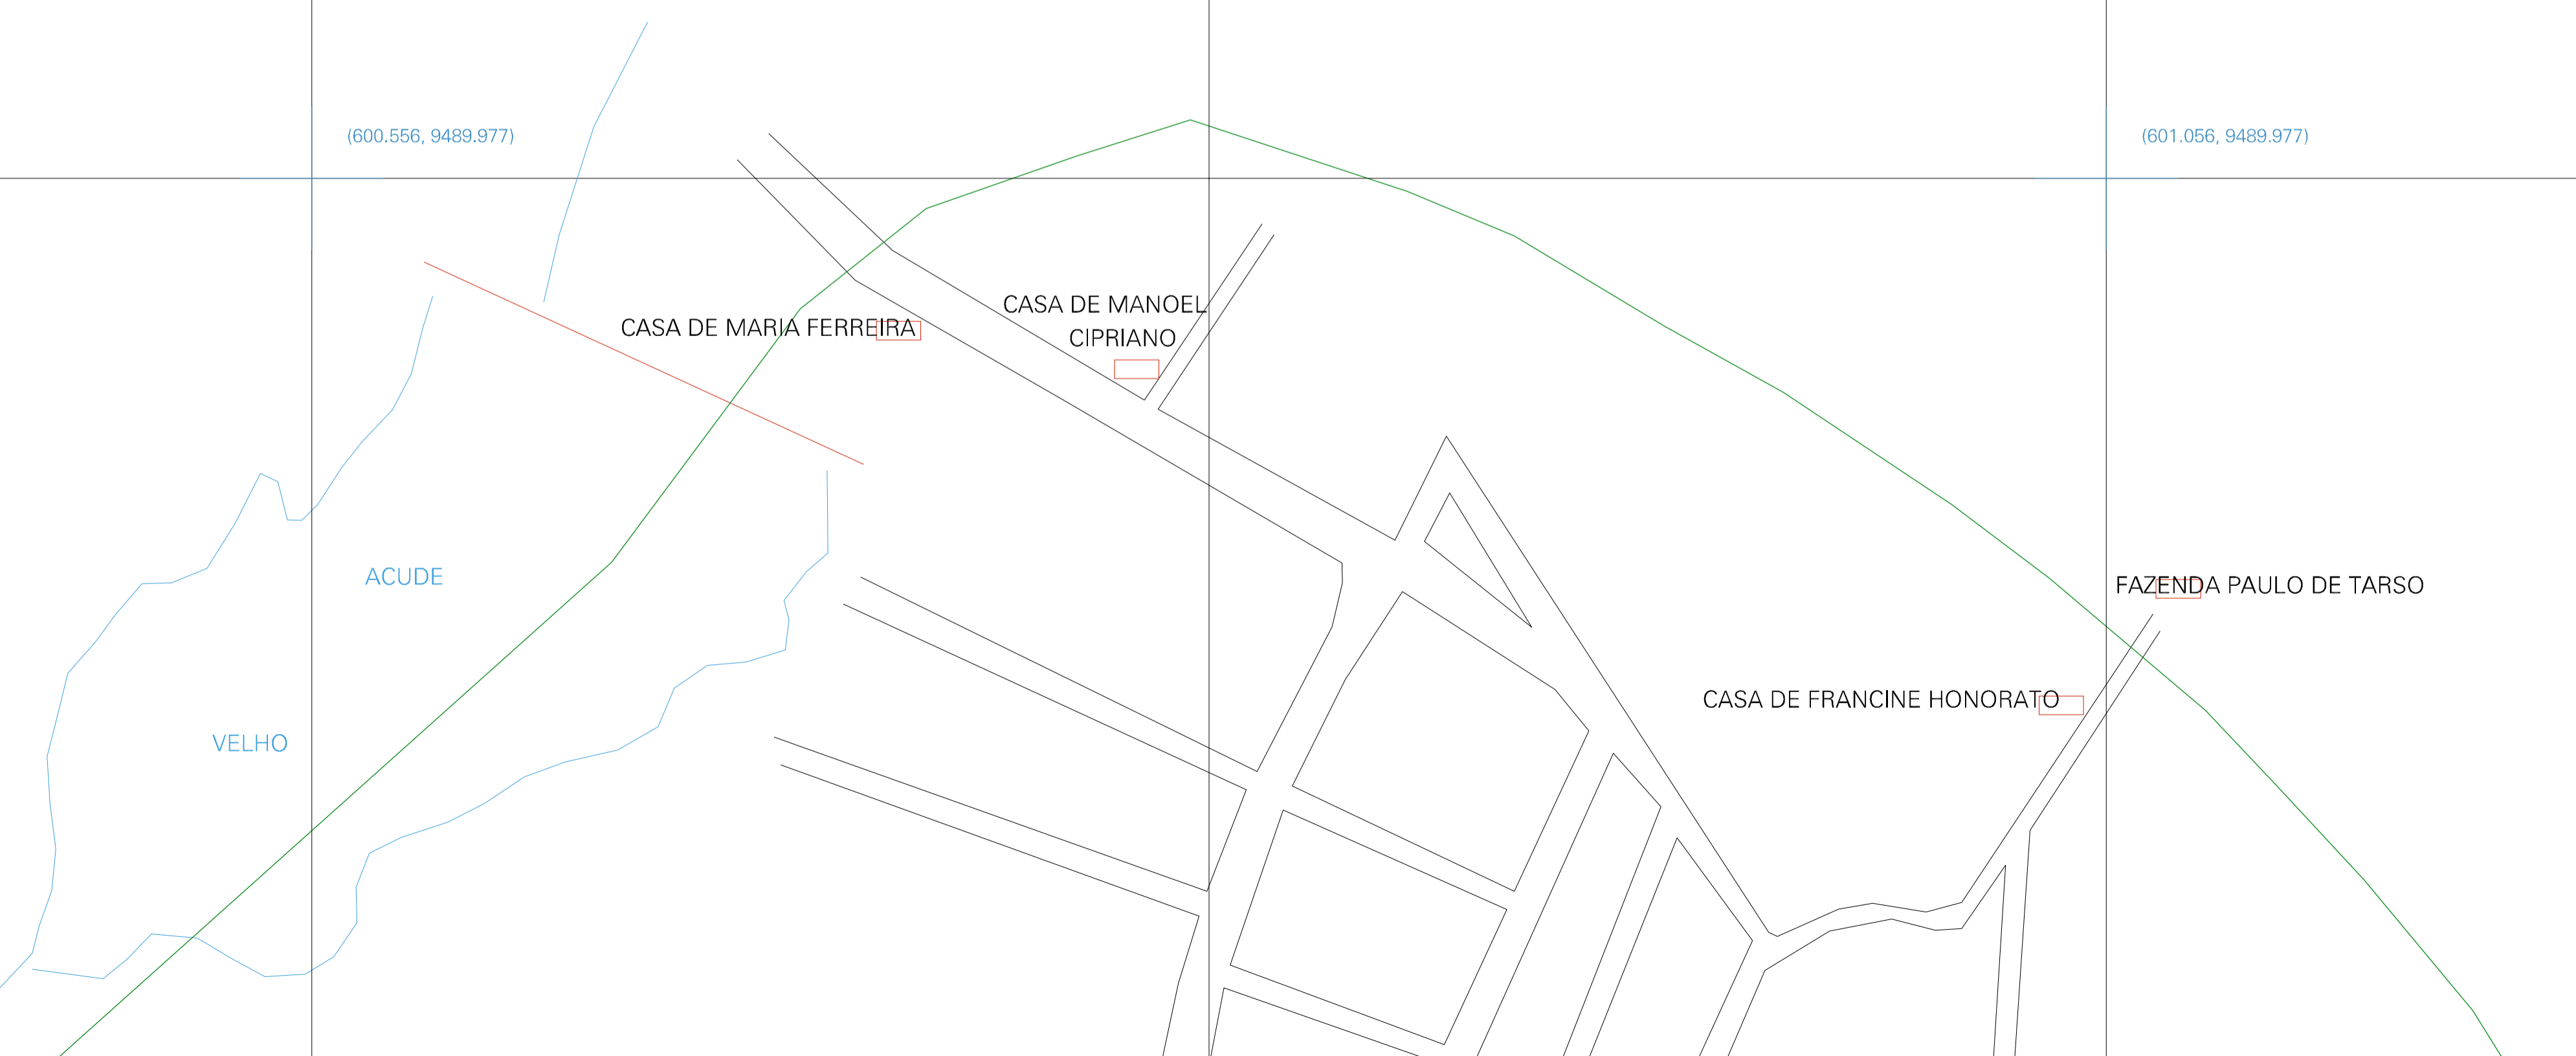 (600.556, 9489.977)
(601.056, 9489.977)
CASA DE MANOEL
CIPRIANO
CASA DE MARIA FERREIRA
ACUDE
FAZENDA PAULO DE TARSO
CASA DE FRANCINE HONORATO
VELHO